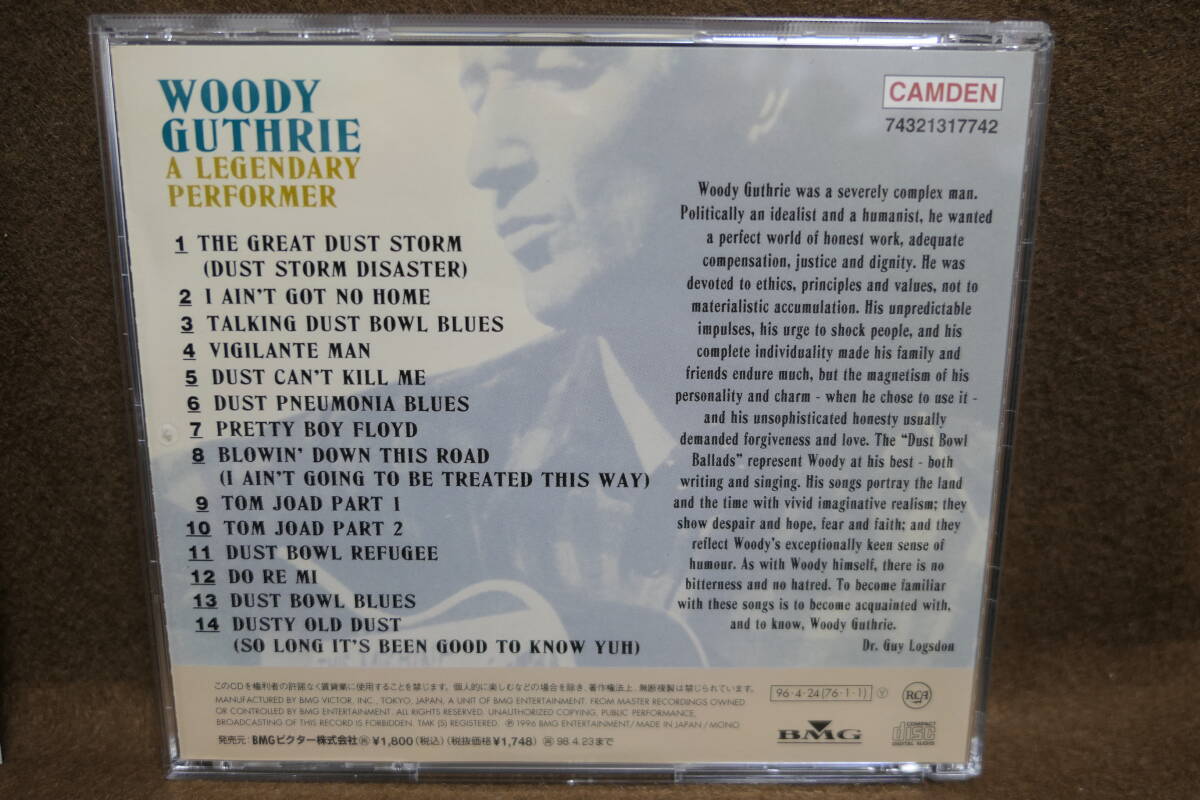 WOODY
GUTHRIE
A LEGENDARY
PERFORMER
1 THE GREAT DUST STORM
(DUST STORM DISASTER)
2 I AIN'T GOT NO HOME
3 TALKING DUST BOWL BLUES
4 VIGILANTE MAN
5 DUST CAN'T KILL ME
6 DUST PNEUMONIA BLUES
7 PRETTY BOY FLOYD
8 BLOWIN' DOWN THIS ROAD
(I AIN'T GOING TO BE TREATED THIS WAY)
9 TOM JOAD PART 1
10 TOM JOAD PART 2
11 DUST BOWL REFUGEE
12 DO RE MI
13 DUST BOWL BLUES
14 DUSTY OLD DUST
(SO LONG IT'S BEEN GOOD TO KNOW YUH)
CAMDEN
74321317742
Woody Guthrie was a severely complex man.
Politically an idealist and a humanist, he wanted
a perfect world of honest work, adequate
compensation, justice and dignity. He was
devoted to ethics, principles and values, not to
materialistic accumulation. His unpredictable
impulses, his urge to shock people, and his
complete individuality made his family and
friends endure much, but the magnetism of his
personality and charm - when he chose to use it -
and his unsophisticated honesty usually
demanded forgiveness and love. The "Dust Bowl
Ballads" represent Woody at his best - both
writing and singing. His songs portray the land
and the time with vivid imaginative realism; they
show despair and hope, fear and faith; and they
reflect Woody's exceptionally keen sense of
humour. As with Woody himself, there is no
bitterness and no hatred. To become familiar
with these songs is to become acquainted with,
and to know, Woody Guthrie.
Dr. Guy Logsdon
このCDを権利者の許諾なく賃貸業に使用することを禁じます。個人的に楽しむなどの場合を除き、著作権法上、無断複製は禁じられています。
MANUFACTURED BY BMG VICTOR, INC., TOKYO, JAPAN, A UNIT OF BMG ENTERTAINMENT. FROM MASTER RECORDINGS OWNED
OR CONTROLLED BY BMG ENTERTAINMENT. ALL RIGHTS RESERVED. UNAUTHORIZED COPYING, PUBLIC PERFORMANCE,
BROADCASTING OF THIS RECORD IS FORBIDDEN. TMK (S) REGISTERED. ℗ 1996 BMG ENTERTAINMENT/MADE IN JAPAN/MONO
発売元:BMGビクター株式会社 ㊢¥1,800(税込)(税抜価格¥1,748) ㊢98.4.23まで
96・4・24(76・1・1) Ⓨ
RCA
BMG
COMPACT
disc
DIGITAL AUDIO